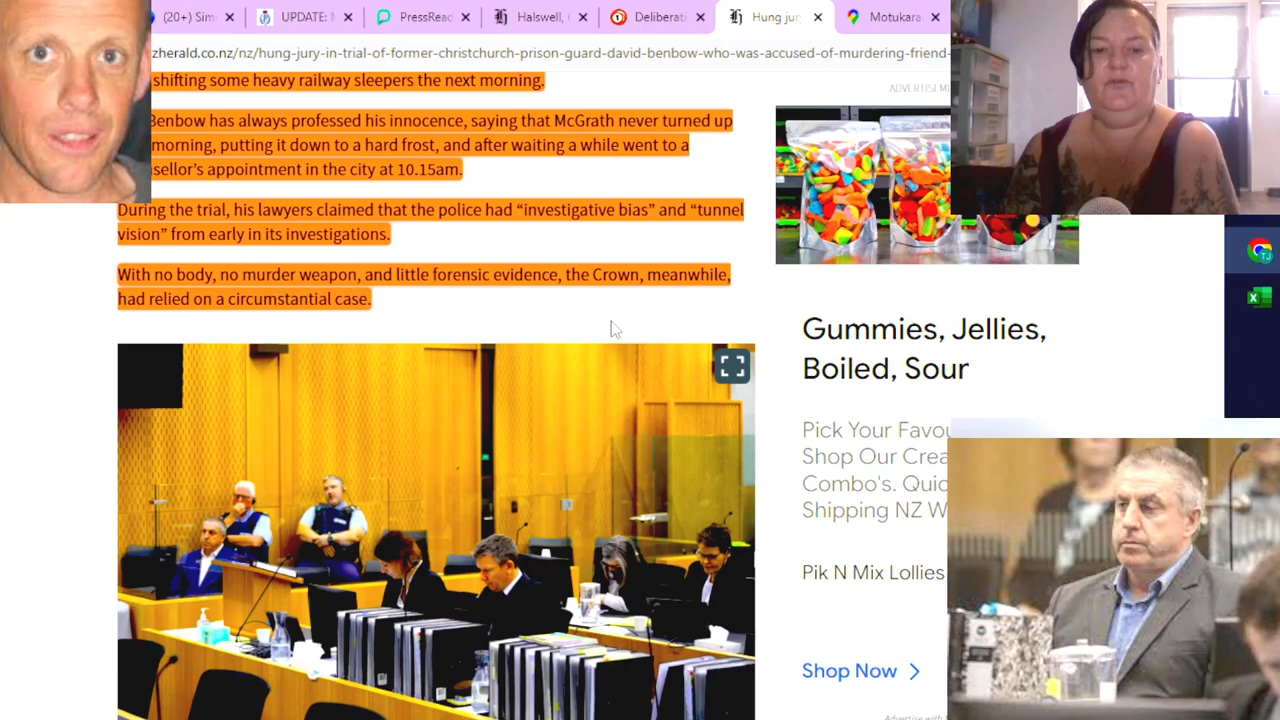 (20+) Sim
UPDATE:
PressRea
Halswell,
Deliberati
Hung jur
Motukara
zherald.co.nz/nz/hung-jury-in-trial-of-former-christchurch-prison-guard-david-benbow-who-was-accused-of-murdering-friend-
shifting some heavy railway sleepers the next morning.
ADVERTISEM
Benbow has always professed his innocence, saying that McGrath never turned up
morning, putting it down to a hard frost, and after waiting a while went to a
sellor's appointment in the city at 10.15am.
During the trial, his lawyers claimed that the police had “investigative bias” and “tunnel
vision” from early in its investigations.
With no body, no murder weapon, and little forensic evidence, the Crown, meanwhile,
had relied on a circumstantial case.
Gummies, Jellies,
Boiled, Sour
Pick Your Favou
Shop Our Crea
Combo's. Quic
Shipping NZ W
Pik N Mix Lollies
Shop Now
Advertise with
TJ